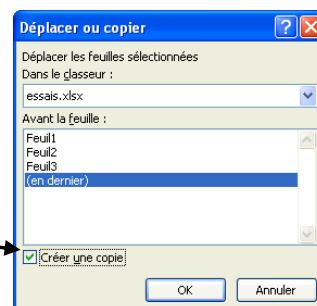 Déplacer ou copier
Déplacer les feuilles sélectionnées
Dans le classeur :
essais.xlsx
Avant la feuille :
Feuil1
Feuil2
Feuil3
(en dernier)
Créer une copie
OK Annuler